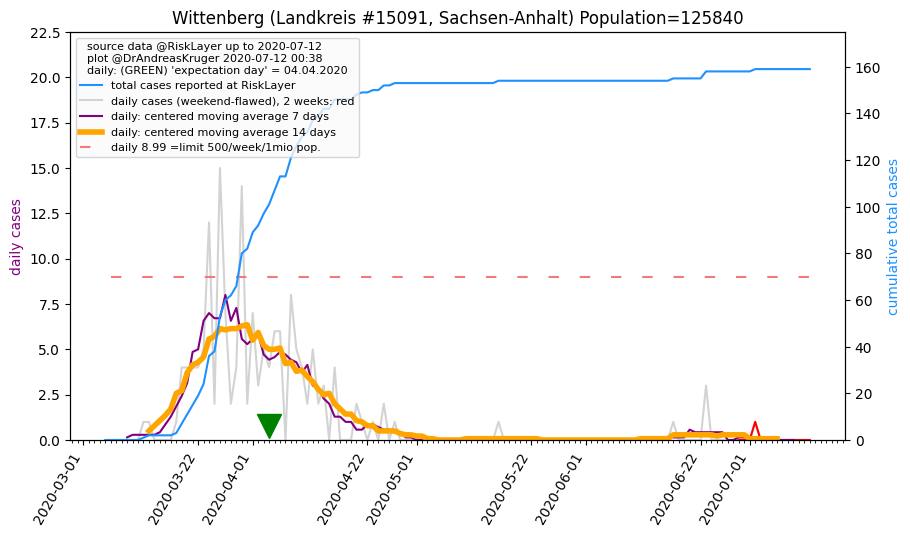 Wittenberg (Landkreis #15091, Sachsen-Anhalt) Population=125840
source data @RiskLayer up to 2020-07-12
plot @DrAndreasKruger 2020-07-12 00:38
daily: (GREEN) 'expectation day' = 04.04.2020
total cases reported at RiskLayer
daily cases (weekend-flawed), 2 weeks: red
daily: centered moving average 7 days
daily: centered moving average 14 days
daily 8.99 =limit 500/week/1mio pop.
daily cases
22.5
20.0
17.5
15.0
12.5
10.0
7.5
5.0
2.5
0.0
cumulative total cases
160
140
120
100
80
60
40
20
0
2020-03-01
2020-03-22
2020-04-01
2020-04-22
2020-05-01
2020-05-22
2020-06-01
2020-06-22
2020-07-01